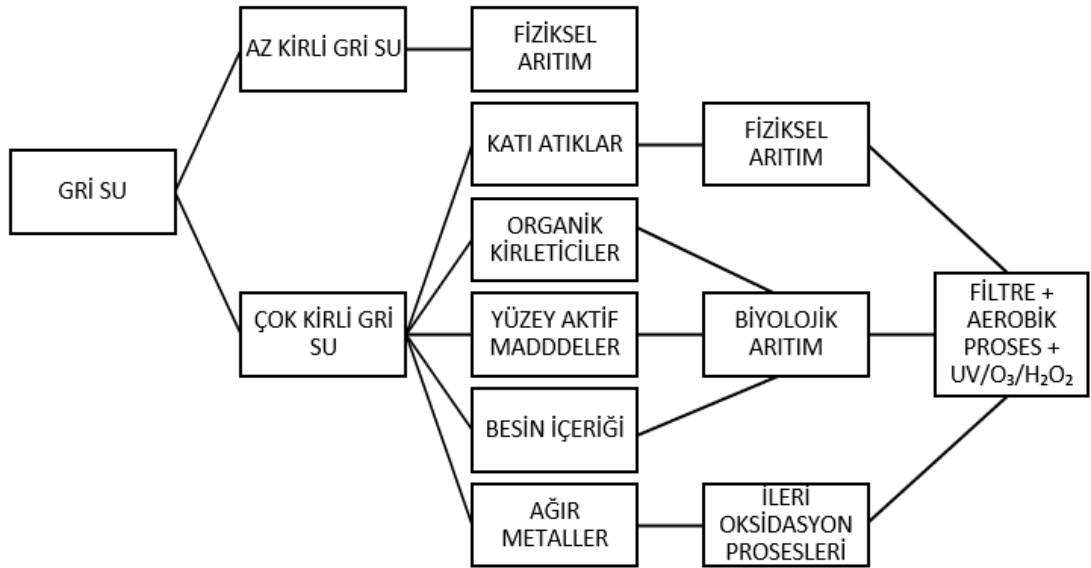 GRİ SU
AZ KİRLİ GRİ SU
FİZİKSEL
ARITIM
ÇOK KİRLİ GRİ
SU
KATI ATIKLAR
FİZİKSEL
ARITIM
ORGANİK
KİRLETİCİLER
YÜZEY AKTİF
MADDDELER
BİYOLOJİK
ARITIM
BESİN İÇERİĞİ
AĞIR
METALLER
İLERİ
OKSİDASYON
PROSESLERİ
FİLTRE +
AEROBİK
PROSES +
UV/O₃/H₂O₂